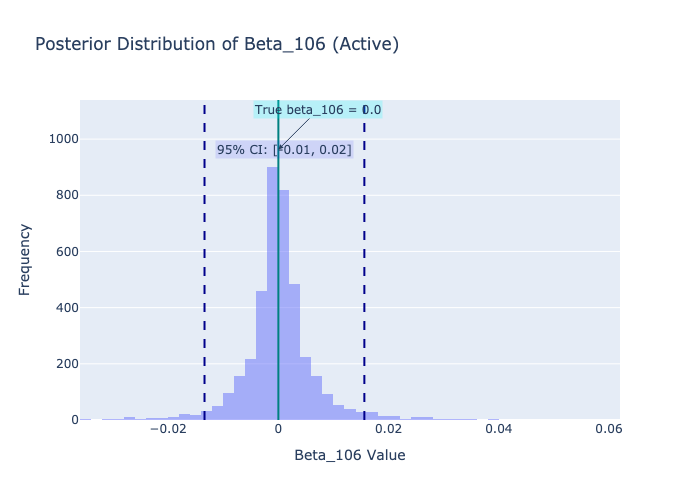 Posterior Distribution of Beta_106 (Active)
True beta_106 = 0.0
95% CI: [-0.01, 0.02]
1000
800
600
400
200
0
Frequency
−0.02
0
0.02
0.04
0.06
Beta_106 Value